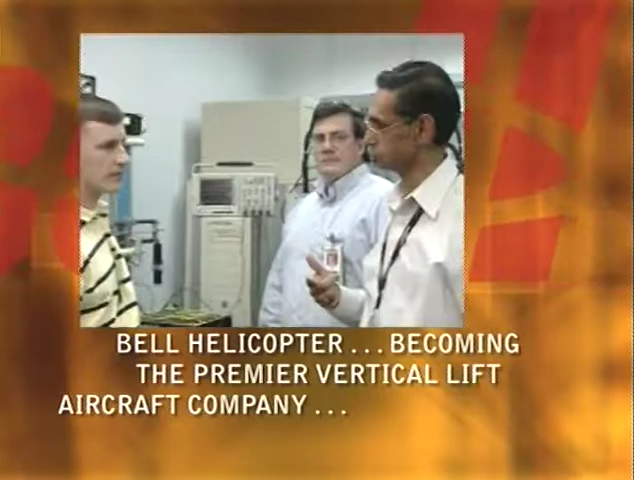 BELL HELICOPTER ... BECOMING
THE PREMIER VERTICAL LIFT
AIRCRAFT COMPANY ...